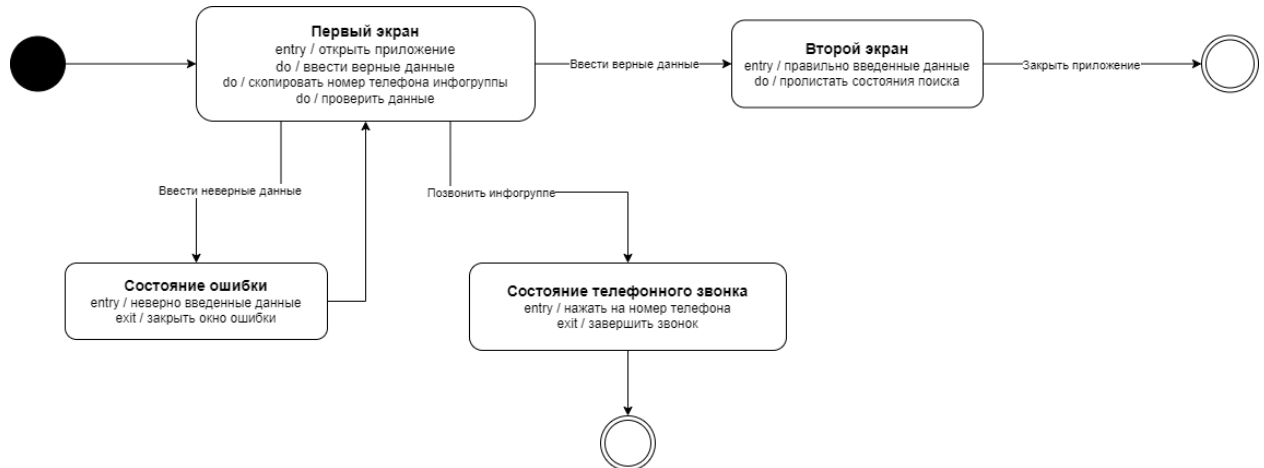 Первый экран
entry / открыть приложение
do / ввести верные данные
do / скопировать номер телефона инфогруппы
do / проверить данные
Ввести верные данные
Второй экран
entry / правильно введенные данные
do / пролистать состояния поиска
Закрыть приложение
Ввести неверные данные
Позвонить инфогруппе
Состояние ошибки
entry / неверно введенные данные
exit / закрыть окно ошибки
Состояние телефонного звонка
entry / нажать на номер телефона
exit / завершить звонок